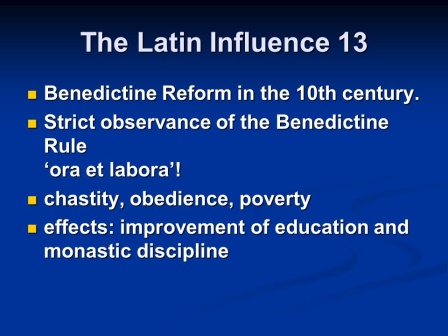 The Latin Influence 13
Benedictine Reform in the 10th century.
Strict observance of the Benedictine
Rule
‘ora et labora’!
chastity, obedience, poverty
effects: improvement of education and
monastic discipline